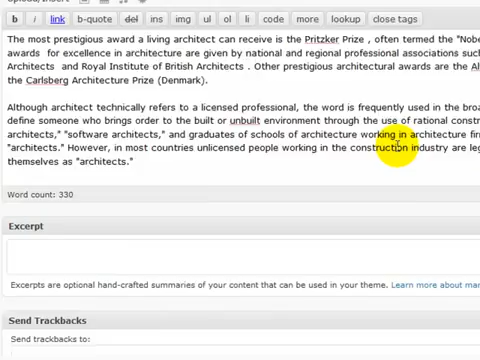 b i link b-quote del ins img ul ol li code more lookup close tags
The most prestigious award a living architect can receive is the Pritzker Prize , often termed the "Nobe
awards for excellence in architecture are given by national and regional professional associations suc
Architects and Royal Institute of British Architects . Other prestigious architectural awards are the Al
the Carlsberg Architecture Prize (Denmark).
Although architect technically refers to a licensed professional, the word is frequently used in the broa
define someone who brings order to the built or unbuilt environment through the use of rational constr
architects," "software architects," and graduates of schools of architecture working in architecture fir
"architects." However, in most countries unlicensed people working in the construction industry are leg
themselves as "architects."
Word count: 330
Excerpt
Excerpts are optional hand-crafted summaries of your content that can be used in your theme. Learn more about man
Send Trackbacks
Send trackbacks to: